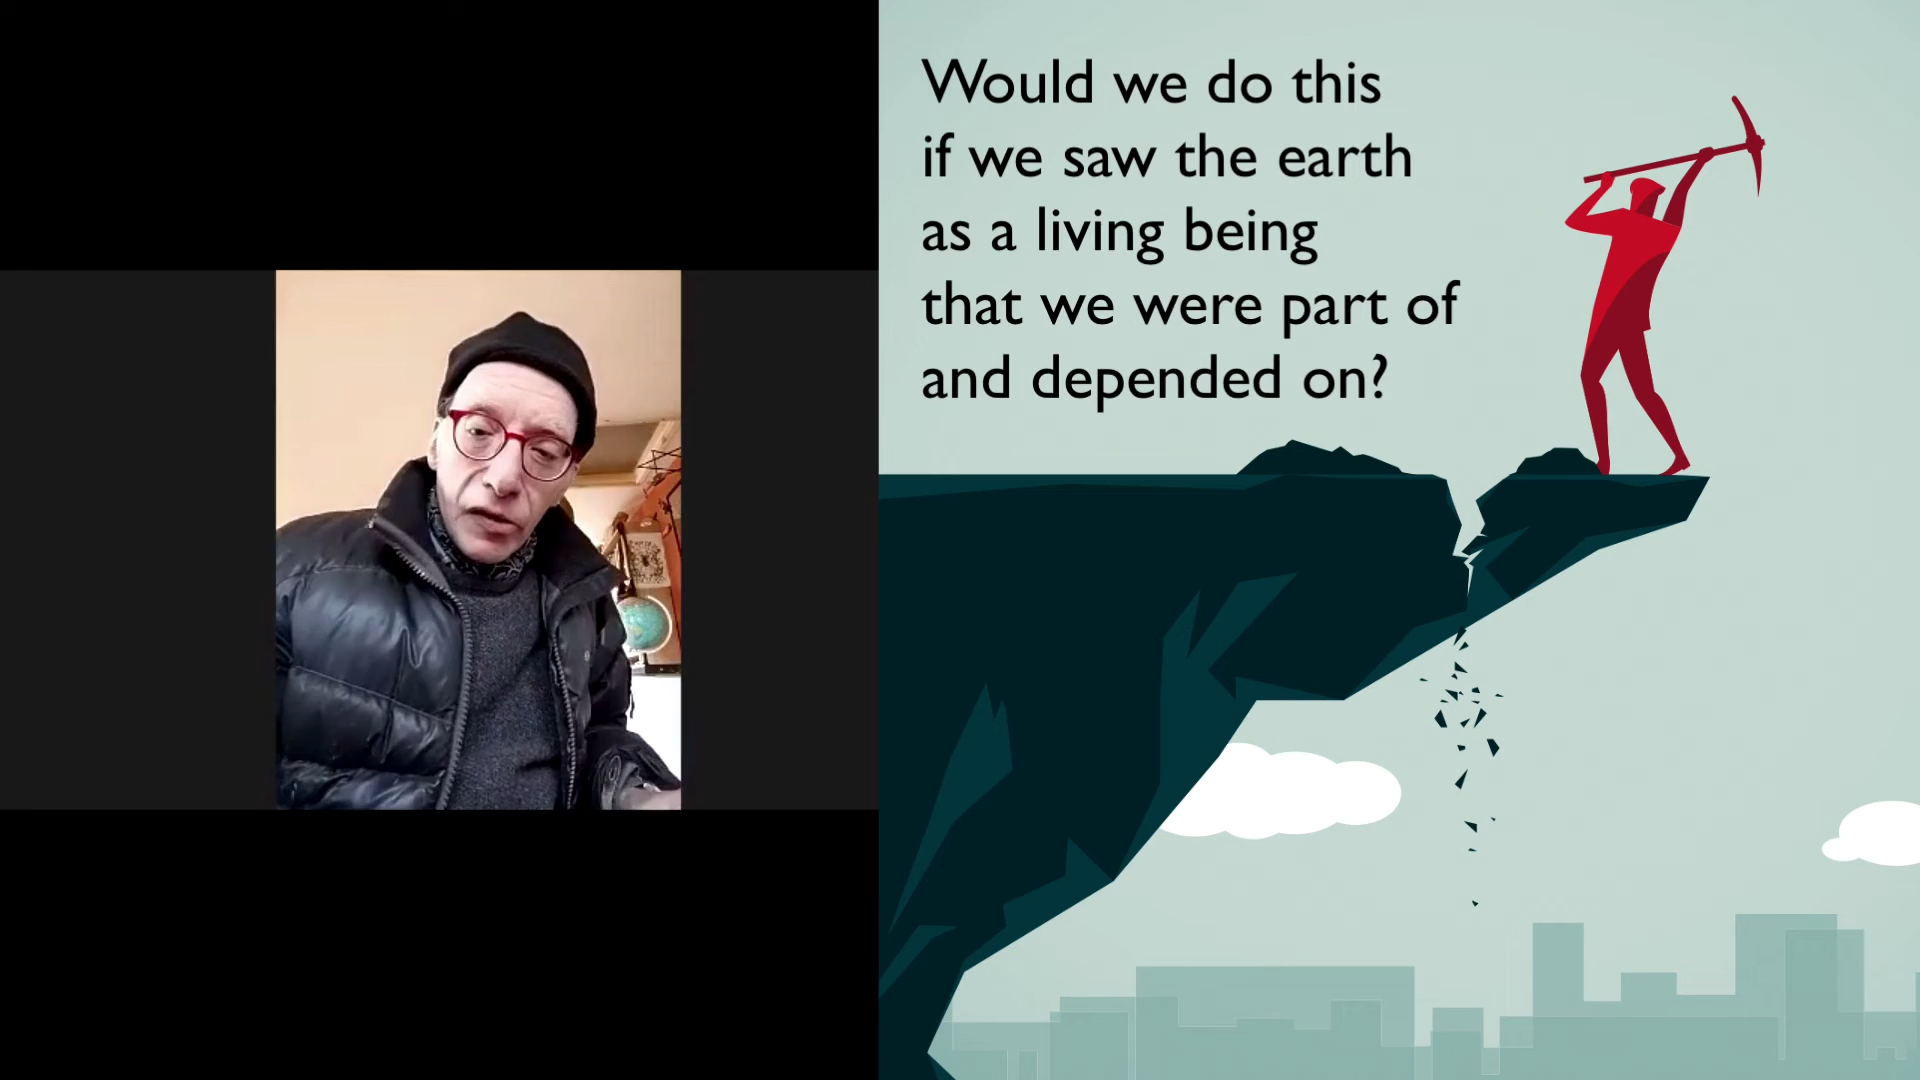 Would we do this
if we saw the earth
as a living being
that we were part of
and depended on?